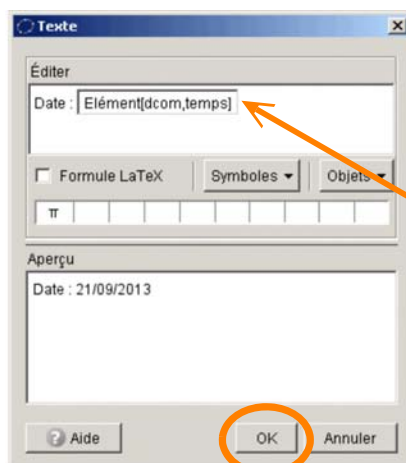 Texte
Éditer
Date : Elément[dcom,temps]
Formule LaTeX Symboles Objets
π
Aperçu
Date : 21/09/2013
Aide OK Annuler